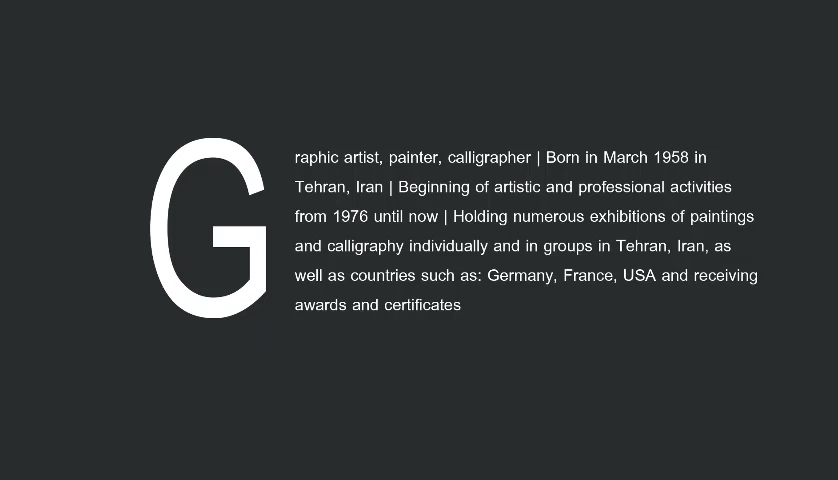 Graphic artist, painter, calligrapher | Born in March 1958 in
Tehran, Iran | Beginning of artistic and professional activities
from 1976 until now | Holding numerous exhibitions of paintings
and calligraphy individually and in groups in Tehran, Iran, as
well as countries such as: Germany, France, USA and receiving
awards and certificates